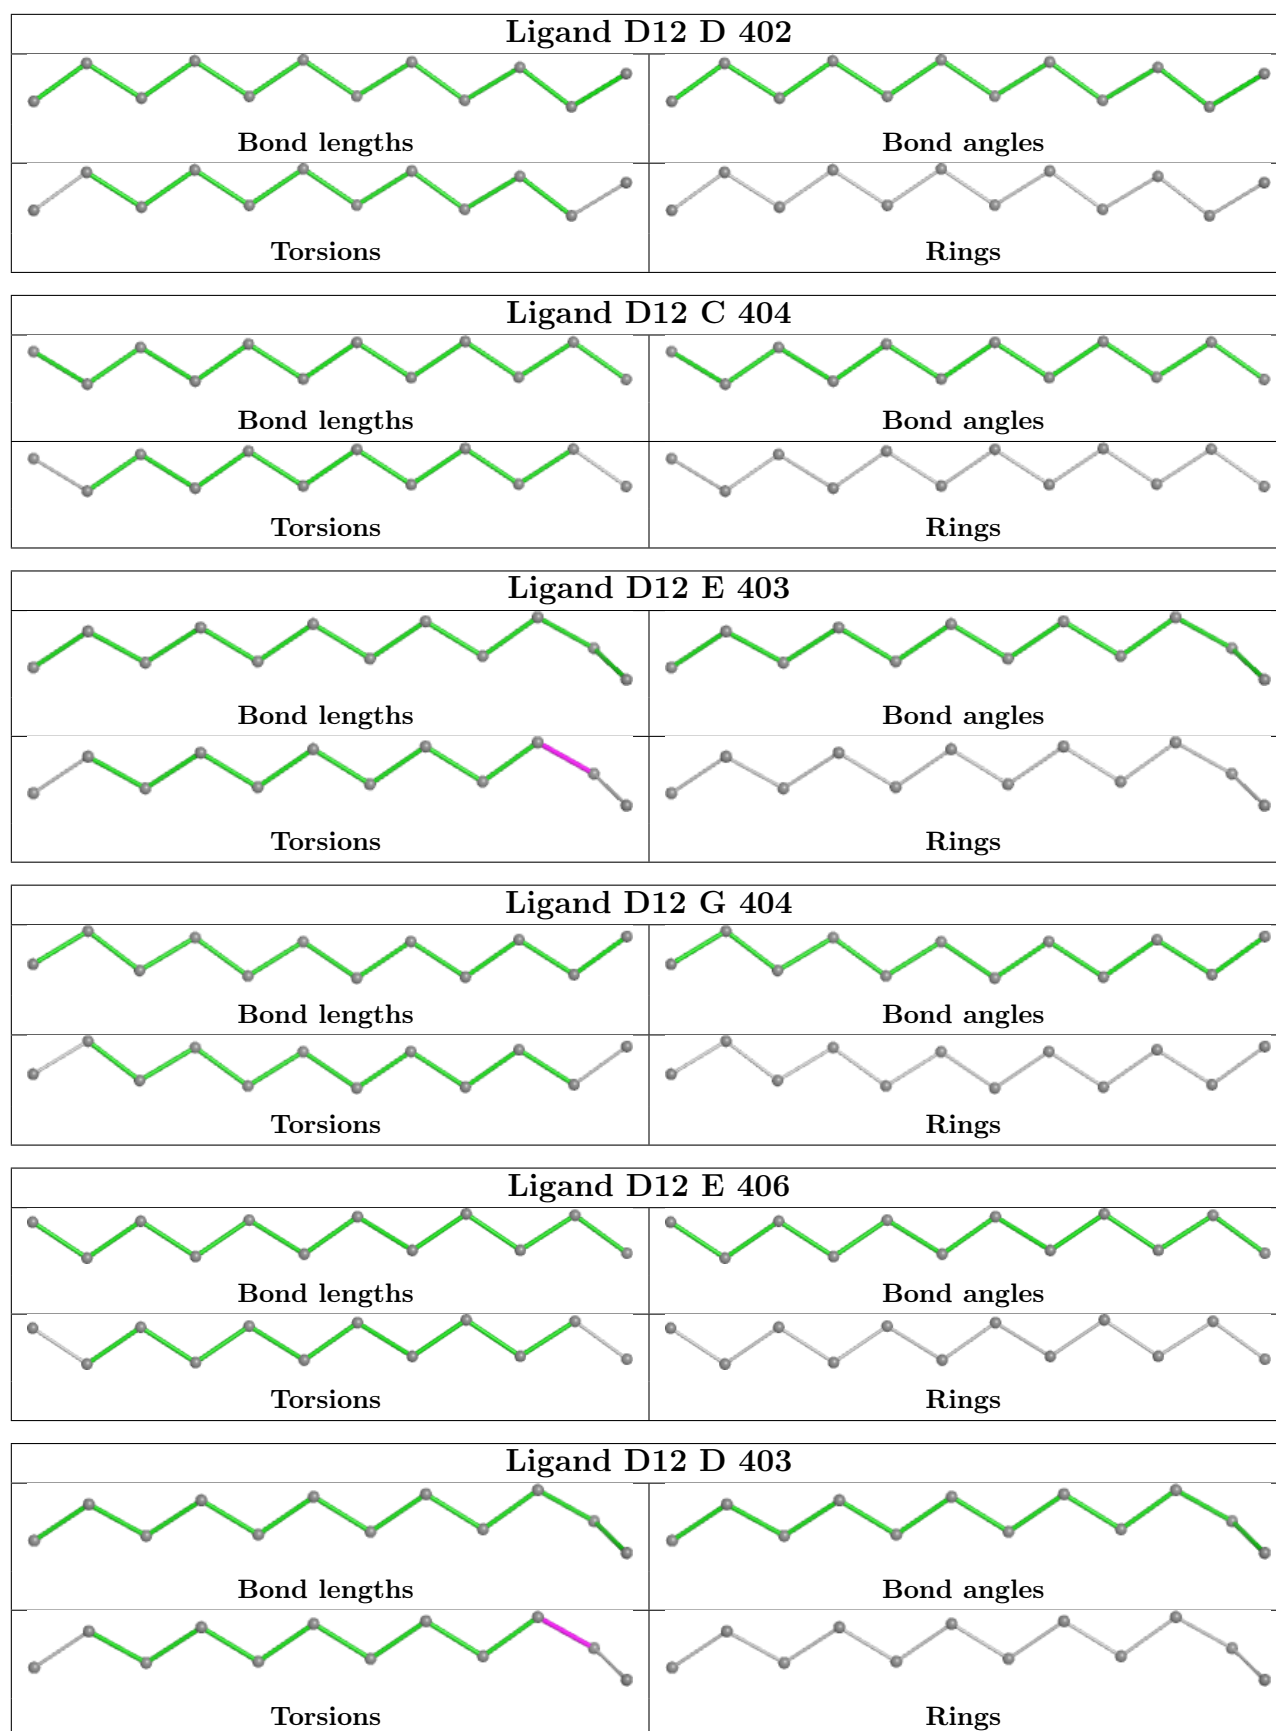 Ligand D12 D 402
Bond lengths
Bond angles
Torsions
Rings
Ligand D12 C 404
Bond lengths
Bond angles
Torsions
Rings
Ligand D12 E 403
Bond lengths
Bond angles
Torsions
Rings
Ligand D12 G 404
Bond lengths
Bond angles
Torsions
Rings
Ligand D12 E 406
Bond lengths
Bond angles
Torsions
Rings
Ligand D12 D 403
Bond lengths
Bond angles
Torsions
Rings